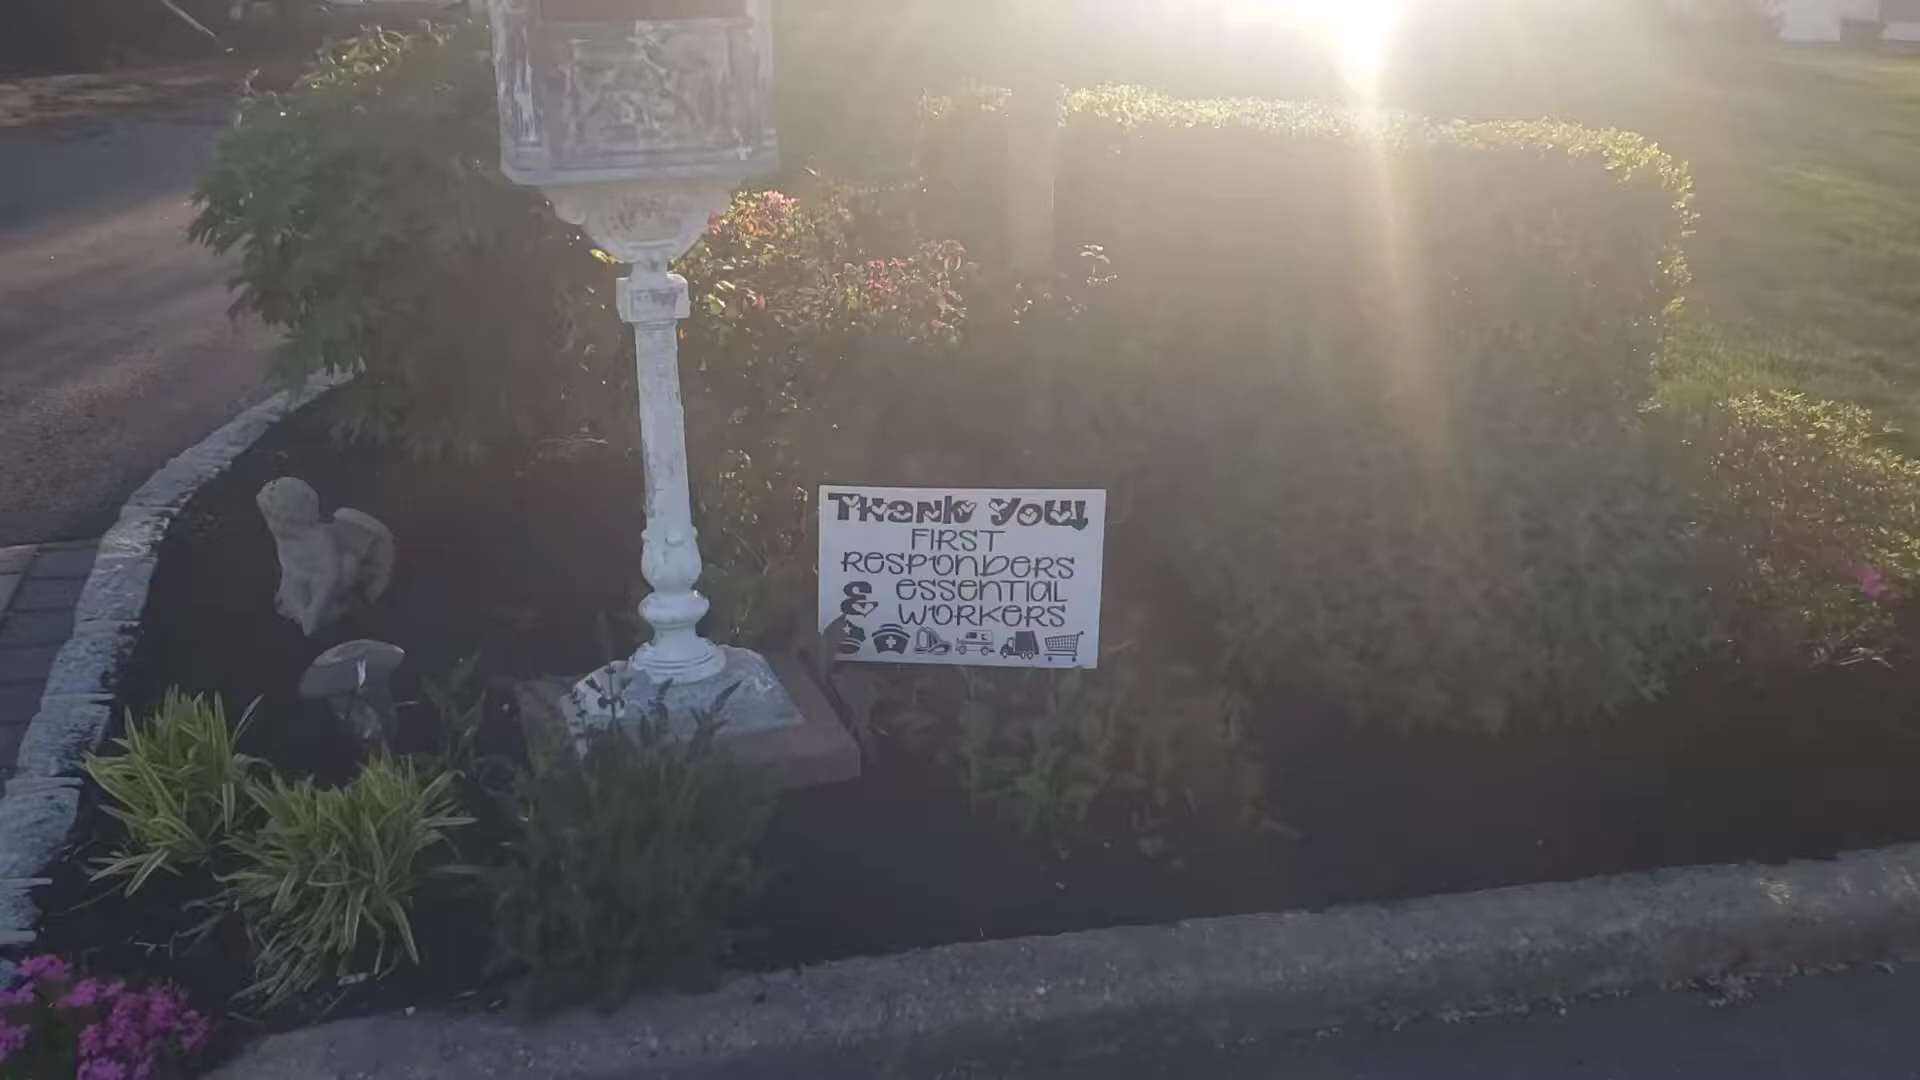 Thank You!
FIRST
RESPONDERS
& ESSENTIAL
WORKERS